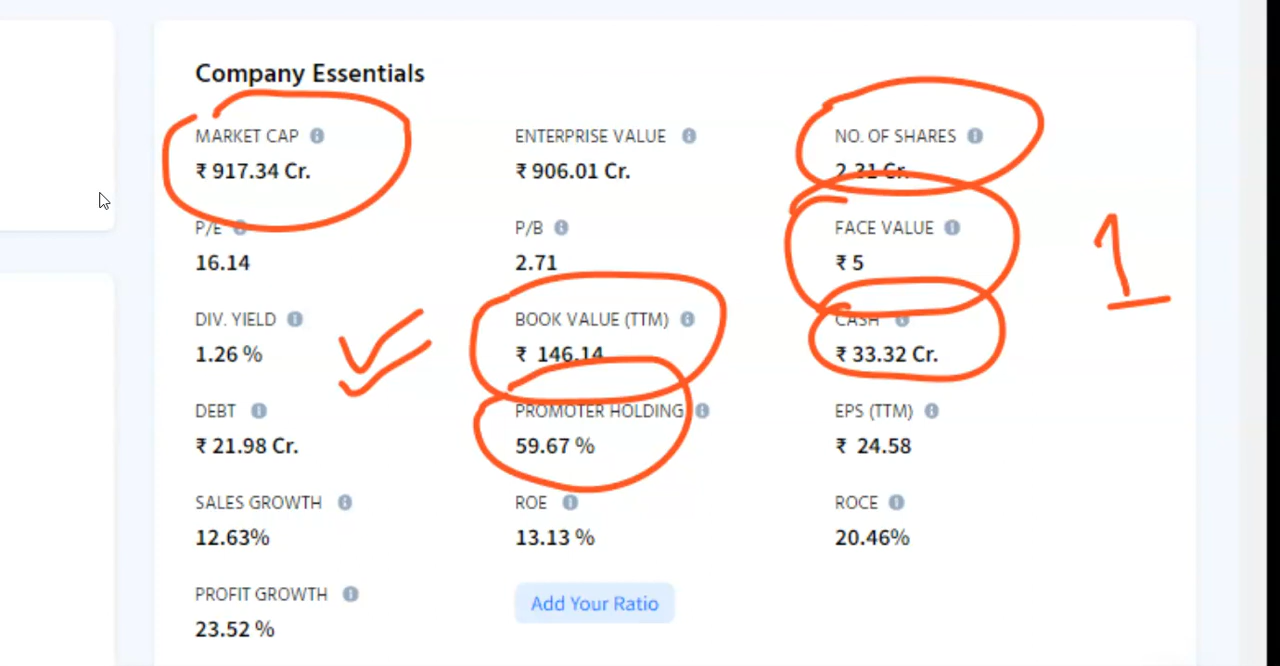 Company Essentials
MARKET CAP ENTERPRISE VALUE NO. OF SHARES
₹ 917.34 Cr. ₹ 906.01 Cr. 2.31 Cr.
P/E P/B FACE VALUE
16.14 2.71 ₹ 5
1
DIV. YIELD BOOK VALUE (TTM) CASH
1.26 % ₹ 146.14 ₹ 33.32 Cr.
DEBT PROMOTER HOLDING EPS (TTM)
₹ 21.98 Cr. 59.67 % ₹ 24.58
SALES GROWTH ROE ROCE
12.63% 13.13 % 20.46%
PROFIT GROWTH
23.52 %
Add Your Ratio